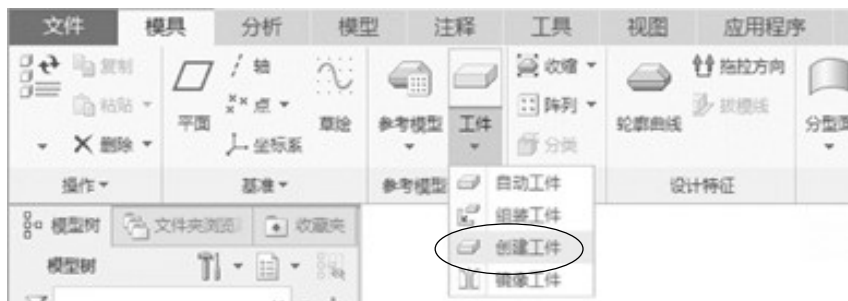 文件 模具 分析 模型 注释 工具 视图 应用程序
复制 轴 收缩 拖拉方向
粘贴 点 阵列 拔模线
平面 草绘 参考模型 工件 轮廓曲线 分型面
删除 坐标系 分类
操作 基准 参考模型 设计特征
自动工件
组装工件
创建工件
镜像工件
模型树 文件夹浏览 收藏夹
模型树